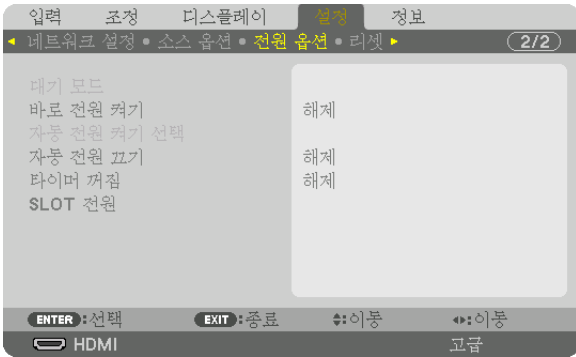 입력 조정 디스플레이 설정 정보
네트워크 설정 • 소스 옵션 • 전원 옵션 • 리셋 2/2
대기 모드
바로 전원 켜기 해제
자동 전원 켜기 선택
자동 전원 끄기 해제
타이머 꺼짐 해제
SLOT 전원
ENTER :선택 EXIT :종료 :이동 :이동
HDMI 고급